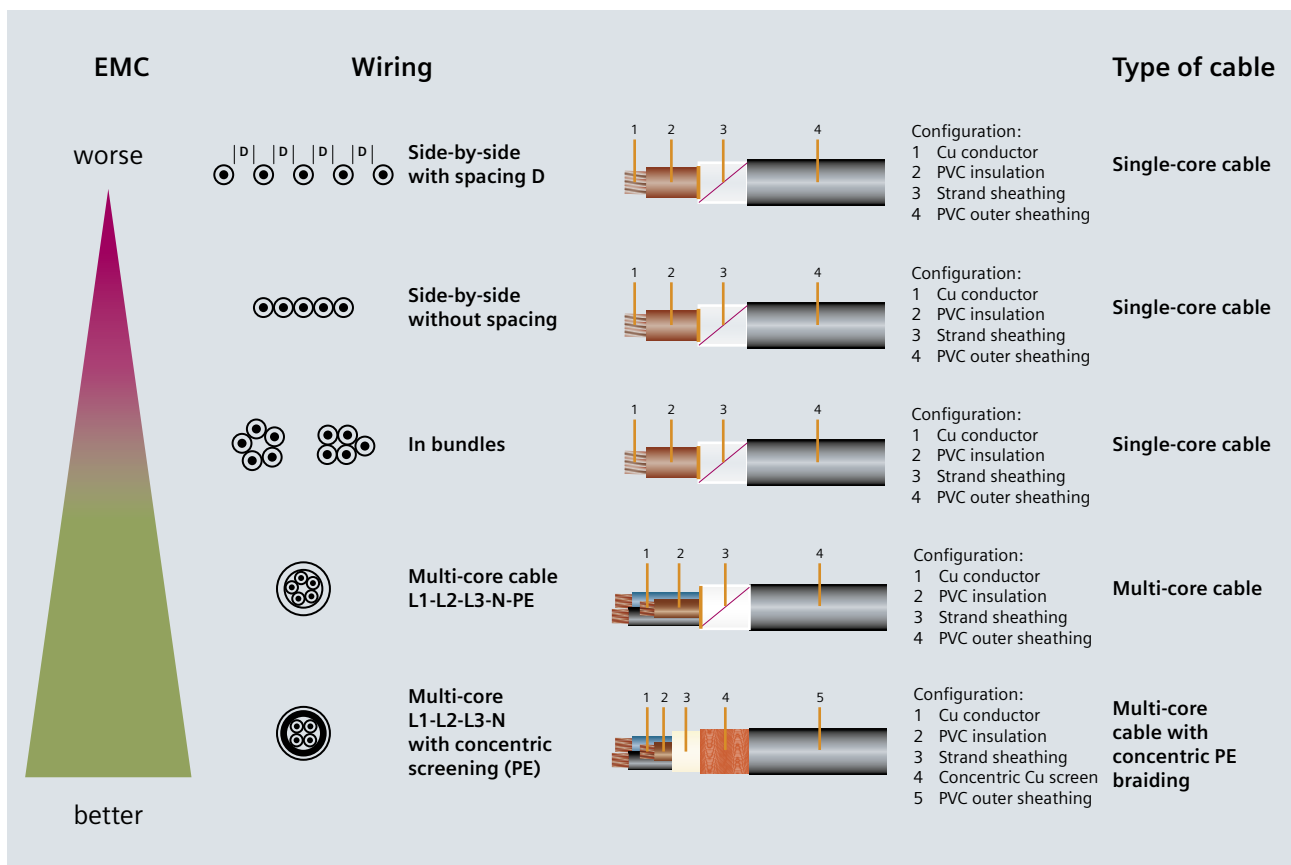 EMC
Wiring
Type of cable
worse
D D D D
Side-by-side
with spacing D
1 2 3 4
Configuration:
1 Cu conductor
2 PVC insulation
3 Strand sheathing
4 PVC outer sheathing
Single-core cable
Side-by-side
without spacing
1 2 3 4
Configuration:
1 Cu conductor
2 PVC insulation
3 Strand sheathing
4 PVC outer sheathing
Single-core cable
In bundles
1 2 3 4
Configuration:
1 Cu conductor
2 PVC insulation
3 Strand sheathing
4 PVC outer sheathing
Single-core cable
Multi-core cable
L1-L2-L3-N-PE
1 2 3 4
Configuration:
1 Cu conductor
2 PVC insulation
3 Strand sheathing
4 PVC outer sheathing
Multi-core cable
Multi-core
L1-L2-L3-N
with concentric
screening (PE)
1 2 3 4 5
Configuration:
1 Cu conductor
2 PVC insulation
3 Strand sheathing
4 Concentric Cu screen
5 PVC outer sheathing
Multi-core
cable with
concentric PE
braiding
better